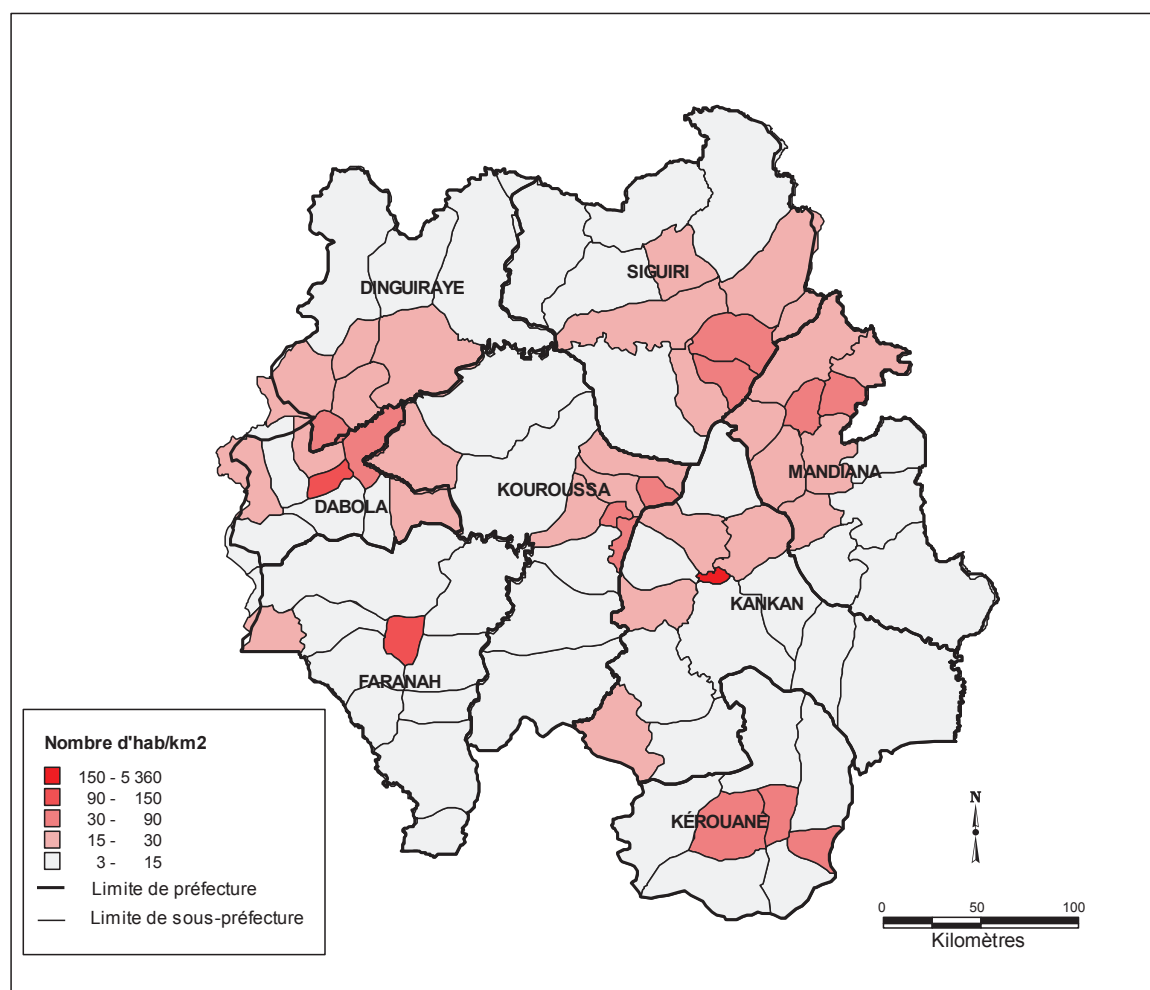 SIGUIRI
DINGUIRAYE
MANDIANA
KOUROUSSA
DABOLA
KANKAN
FARANAH
KÉROUANÉ
Nombre d'hab/km2
150 - 5 360
90 - 150
30 - 90
15 - 30
3 - 15
Limite de préfecture
Limite de sous-préfecture
N
0 50 100
Kilomètres